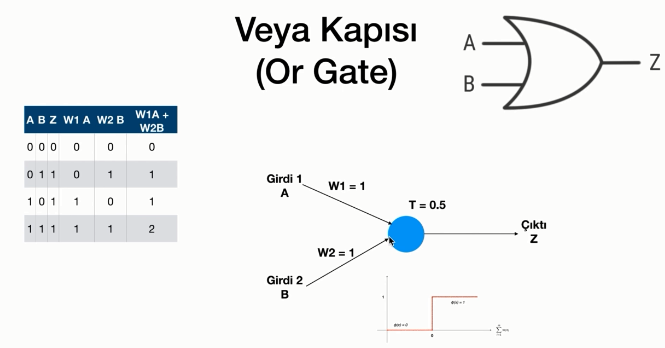 Veya Kapısı
(Or Gate)
A
B
Z
A B Z W1 A W2 B W1A +
W2B
0 0 0 0 0 0
0 1 1 0 1 1
1 0 1 1 0 1
1 1 1 1 1 2
Girdi 1
A
W1 = 1
T = 0.5
Çıktı
Z
W2 = 1
Girdi 2
B
1
ϕ(v) = 1
ϕ(v) = 0